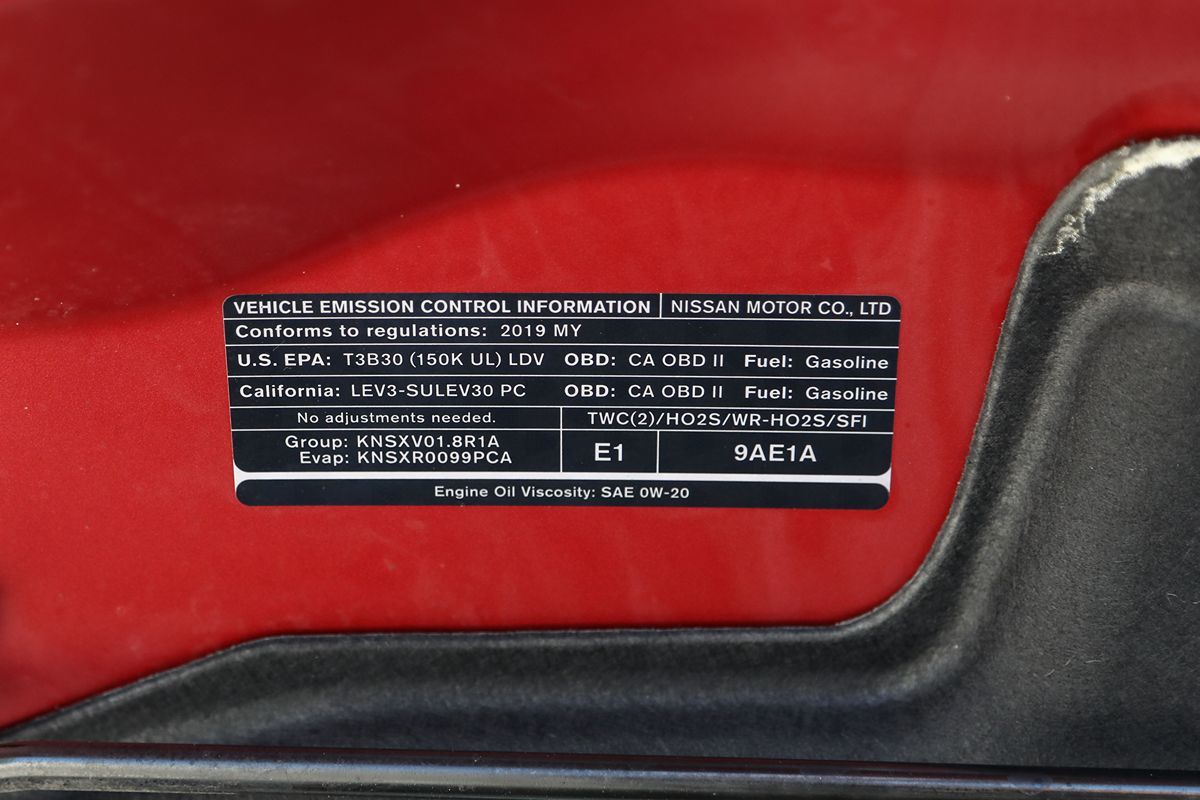 VEHICLE EMISSION CONTROL INFORMATION NISSAN MOTOR CO., LTD
Conforms to regulations: 2019 MY
U.S. EPA: T3B30 (150K UL) LDV OBD: CA OBD II Fuel: Gasoline
California: LEV3-SULEV30 PC OBD: CA OBD II Fuel: Gasoline
No adjustments needed. TWC(2)/HO2S/WR-HO2S/SFI
Group: KNSXV01.8R1A
Evap: KNSXR0099PCA
E1 9AE1A
Engine Oil Viscosity: SAE 0W-20